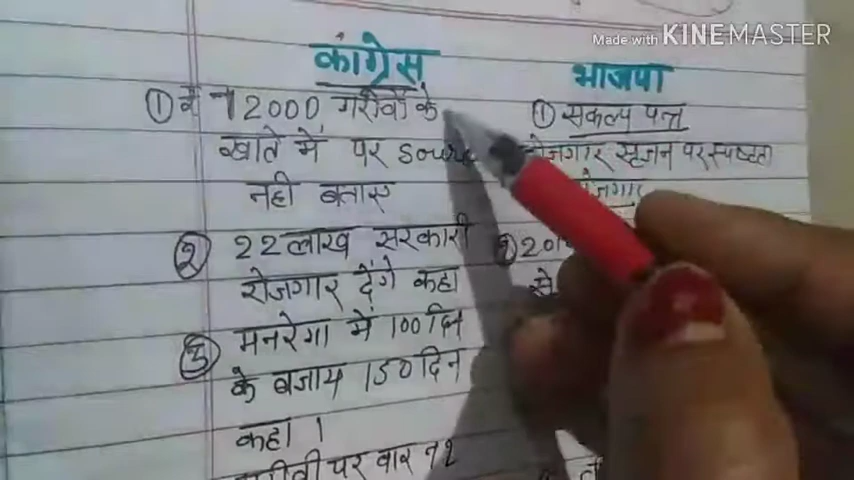 Made with KINEMASTER
कांग्रेस
① वे 72000 गरीबों के
खाते में पर source
नही बताए
② 22 लाख सरकारी
रोजगार देंगे कहा
③ मनरेगा में 100 दिन
के बजाय 150 दिन
कहा ।
पर वार 72
भाजपा
① संकल्प पत्र
रोजगार सृजन पर स्पष्टता
रोजगार
से